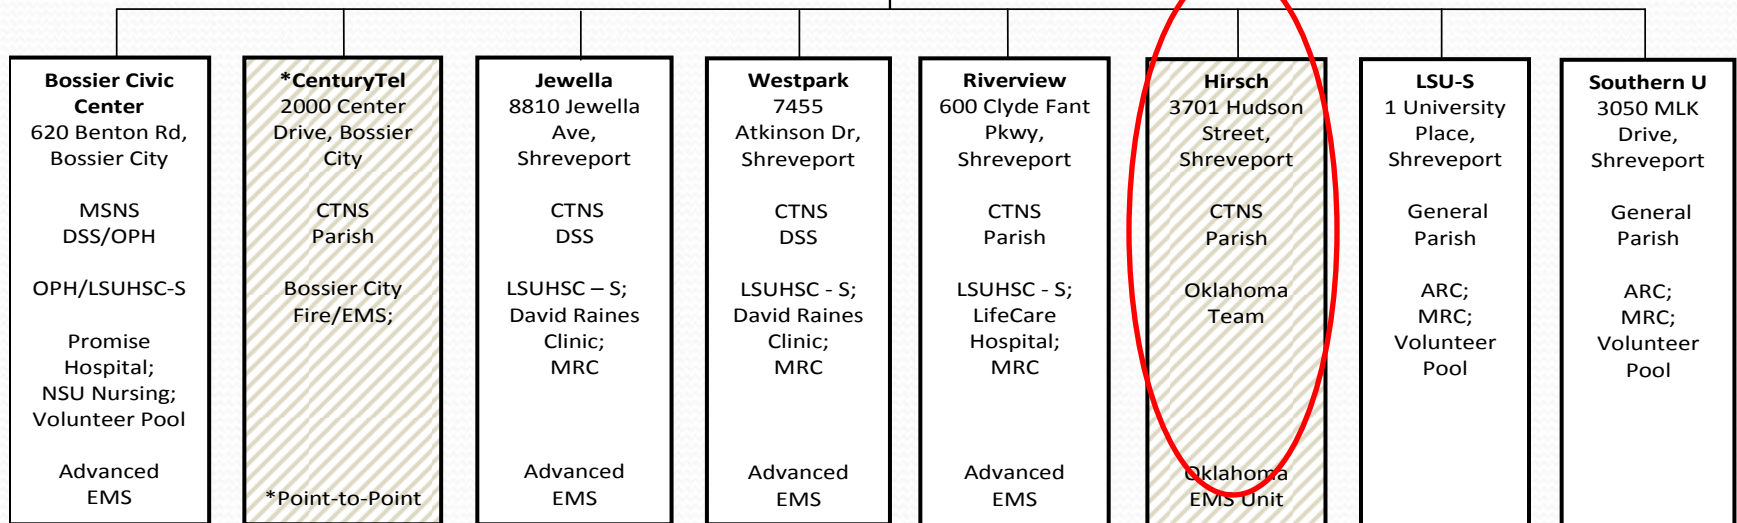 Bossier Civic
Center
620 Benton Rd,
Bossier City
MSNS
DSS/OPH
OPH/LSUHSC-S
Promise
Hospital;
NSU Nursing;
Volunteer Pool
Advanced
EMS
*CenturyTel
2000 Center
Drive, Bossier
City
CTNS
Parish
Bossier City
Fire/EMS;
*Point-to-Point
Jewella
8810 Jewella
Ave,
Shreveport
CTNS
DSS
LSUHSC – S;
David Raines
Clinic;
MRC
Advanced
EMS
Westpark
7455
Atkinson Dr,
Shreveport
CTNS
DSS
LSUHSC - S;
David Raines
Clinic;
MRC
Advanced
EMS
Riverview
600 Clyde Fant
Pkwy,
Shreveport
CTNS
Parish
LSUHSC - S;
LifeCare
Hospital;
MRC
Advanced
EMS
Hirsch
3701 Hudson
Street,
Shreveport
CTNS
Parish
Oklahoma
Team
Oklahoma
EMS Unit
LSU-S
1 University
Place,
Shreveport
General
Parish
ARC;
MRC;
Volunteer
Pool
Southern U
3050 MLK
Drive,
Shreveport
General
Parish
ARC;
MRC;
Volunteer
Pool